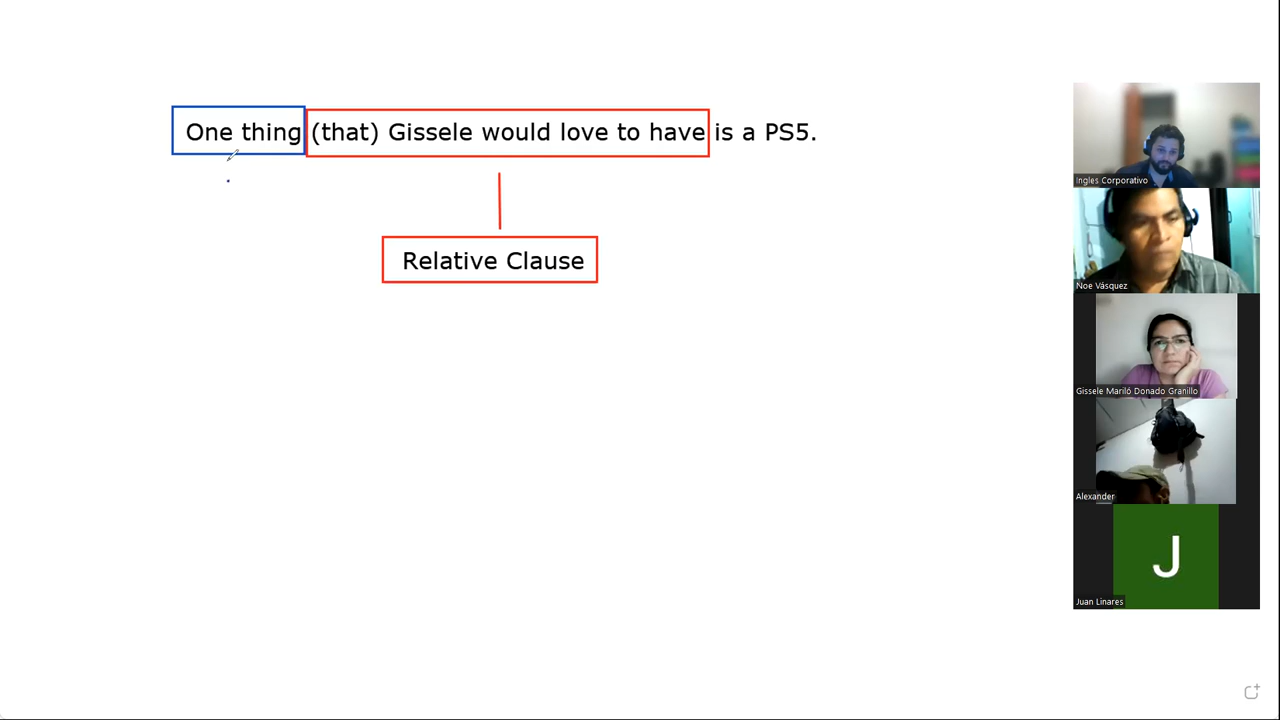 One thing (that) Gissele would love to have is a PS5.
Relative Clause
Ingles Corporativo
Noe Vásquez
Gissele Mariló Donado Granillo
Alexander
J
Juan Linares